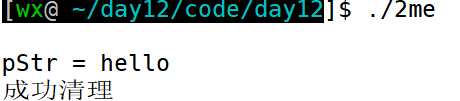 [wx@ ~/day12/code/day12]$ ./2me
pStr = hello
成功清理